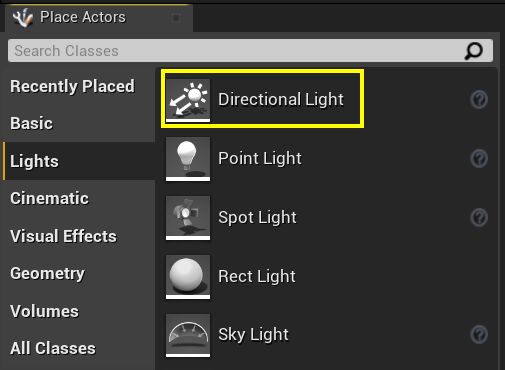 Place Actors
Search Classes
Recently Placed
Basic
Lights
Cinematic
Visual Effects
Geometry
Volumes
All Classes
Directional Light
?
Point Light
?
Spot Light
?
Rect Light
Sky Light
?